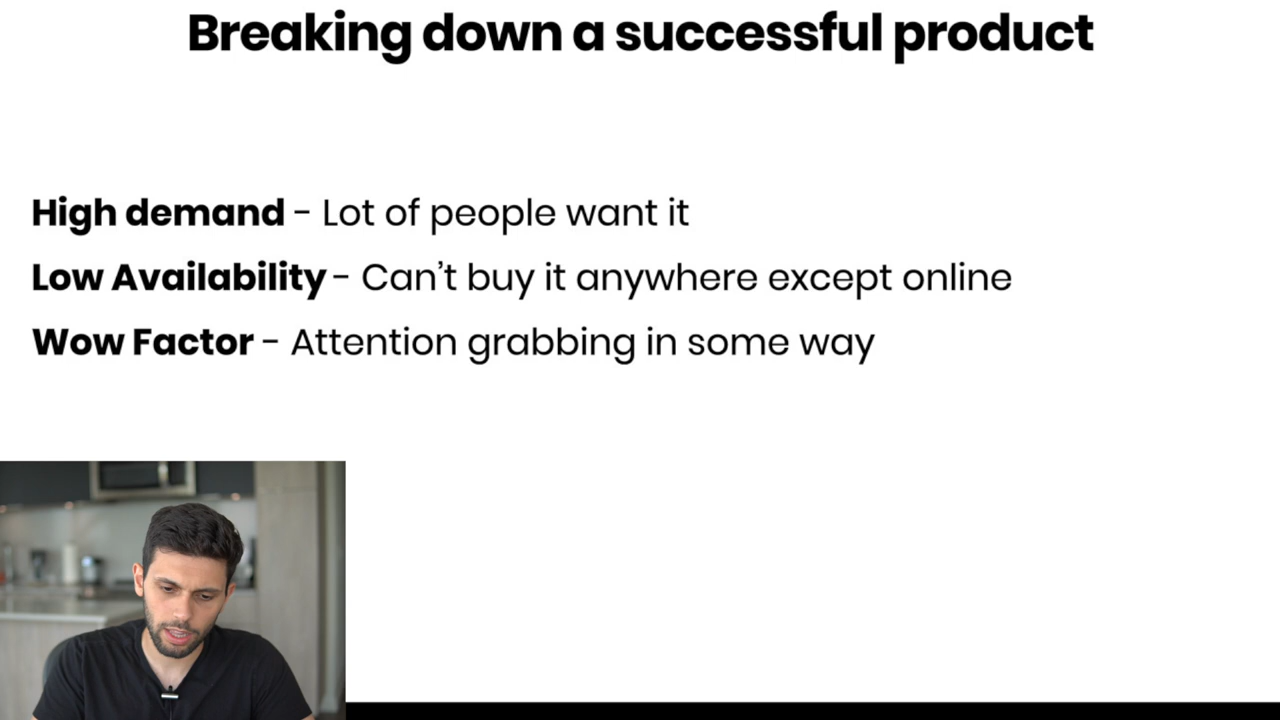 Breaking down a successful product
High demand - Lot of people want it
Low Availability - Can’t buy it anywhere except online
Wow Factor - Attention grabbing in some way